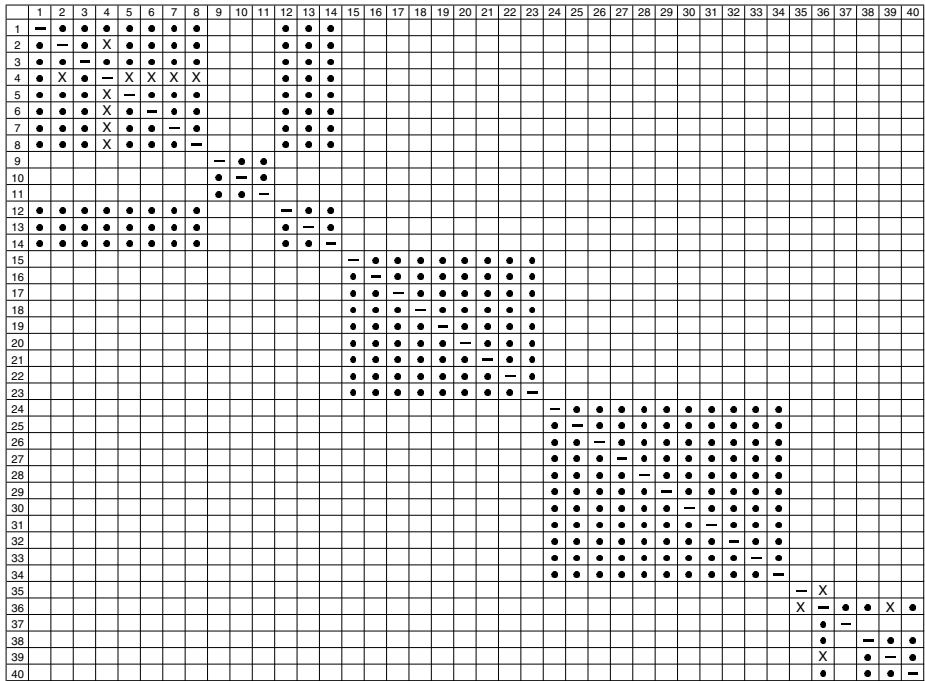 1 2 3 4 5 6 7 8 9 10 11 12 13 14 15 16 17 18 19 20 21 22 23 24 25 26 27 28 29 30 31 32 33 34 35 36 37 38 39 40
1 – ● ● ● ● ● ● ● ● ● ●
2 ● – ● X ● ● ● ● ● ● ●
3 ● ● – ● ● ● ● ● ● ● ●
4 ● X ● – X X X X ● ● ●
5 ● ● ● X – ● ● ● ● ● ●
6 ● ● ● X ● – ● ● ● ● ●
7 ● ● ● X ● ● – ● ● ● ●
8 ● ● ● X ● ● ● – ● ● ●
9 – ● ●
10 ● – ●
11 ● ● –
12 ● ● ● ● ● ● ● ● – ● ●
13 ● ● ● ● ● ● ● ● ● – ●
14 ● ● ● ● ● ● ● ● ● ● –
15 – ● ● ● ● ● ● ● ●
16 ● – ● ● ● ● ● ● ●
17 ● ● – ● ● ● ● ● ●
18 ● ● ● – ● ● ● ● ●
19 ● ● ● ● – ● ● ● ●
20 ● ● ● ● ● – ● ● ●
21 ● ● ● ● ● ● – ● ●
22 ● ● ● ● ● ● ● – ●
23 ● ● ● ● ● ● ● ● –
24 – ● ● ● ● ● ● ● ● ● ●
25 ● – ● ● ● ● ● ● ● ● ●
26 ● ● – ● ● ● ● ● ● ● ●
27 ● ● ● – ● ● ● ● ● ● ●
28 ● ● ● ● – ● ● ● ● ● ●
29 ● ● ● ● ● – ● ● ● ● ●
30 ● ● ● ● ● ● – ● ● ● ●
31 ● ● ● ● ● ● ● – ● ● ●
32 ● ● ● ● ● ● ● ● – ● ●
33 ● ● ● ● ● ● ● ● ● – ●
34 ● ● ● ● ● ● ● ● ● ● –
35 – X
36 X – ● ● X ●
37 ● –
38 ● – ● ●
39 X ● – ●
40 ● ● ● –